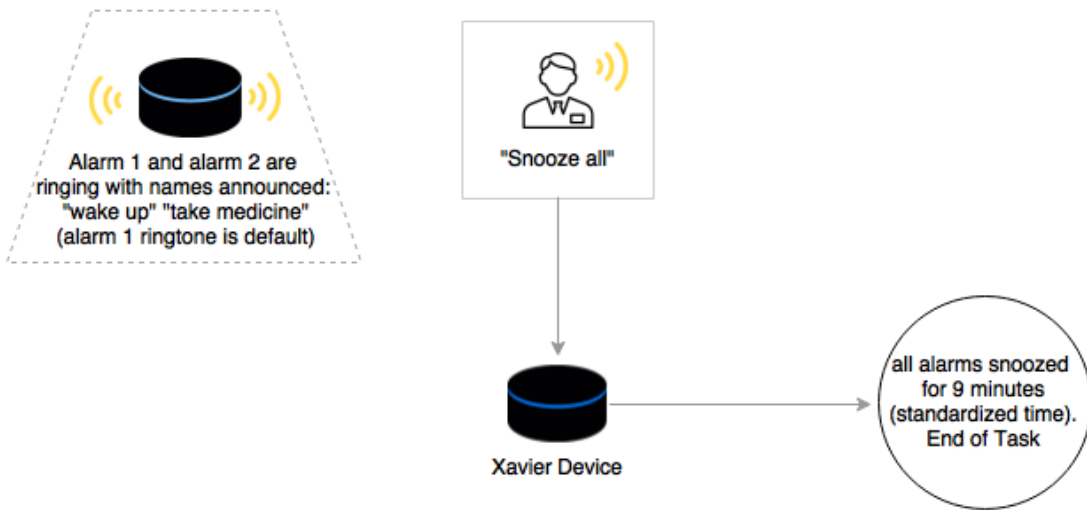 Alarm 1 and alarm 2 are
ringing with names announced:
"wake up" "take medicine"
(alarm 1 ringtone is default)
"Snooze all"
Xavier Device
all alarms snoozed
for 9 minutes
(standardized time).
End of Task